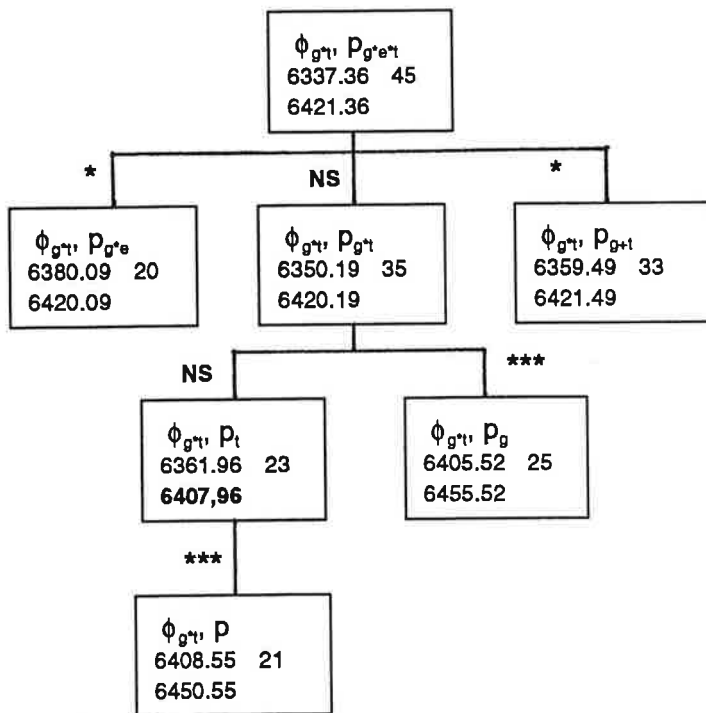 ϕg*t, pg*e*t
6337.36 45
6421.36
* NS *
ϕg*t, pg*e
6380.09 20
6420.09
ϕg*t, pg*t
6350.19 35
6420.19
ϕg*t, pg+t
6359.49 33
6421.49
NS ***
ϕg*t, pt
6361.96 23
6407,96
ϕg*t, pg
6405.52 25
6455.52
***
ϕg*t, p
6408.55 21
6450.55